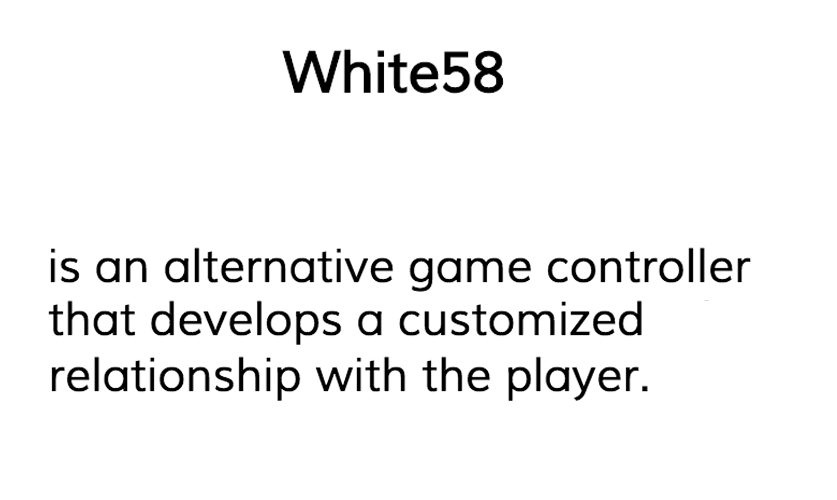 White58
is an alternative game controller
that develops a customized
relationship with the player.